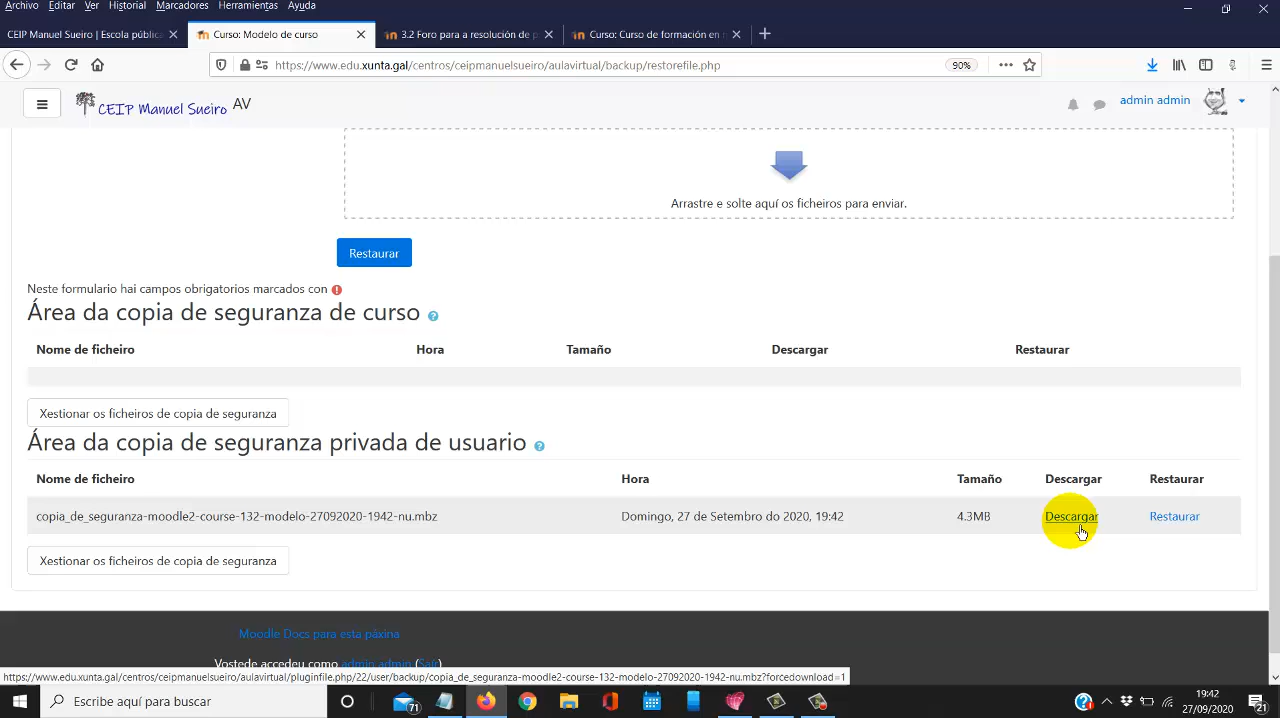 Archivo Editar Ver Historial Marcadores Herramientas Ayuda
CEIP Manuel Sueiro | Escola pública
Curso: Modelo de curso
3.2 Foro para a resolución de p
Curso: Curso de formación en
https://www.edu.xunta.gal/centros/ceipmanuelsueiro/aulavirtual/backup/restorefile.php
90%
CEIP Manuel Sueiro AV
admin admin
Arrastre e solte aquí os ficheiros para enviar.
Restaurar
Neste formulario hai campos obrigatorios marcados con
Área da copia de seguranza de curso
Nome de ficheiro Hora Tamaño Descargar Restaurar
Xestionar os ficheiros de copia de seguranza
Área da copia de seguranza privada de usuario
Nome de ficheiro Hora Tamaño Descargar Restaurar
copia_de_seguranza-moodle2-course-132-modelo-27092020-1942-nu.mbz Domingo, 27 de Setembro do 2020, 19:42 4.3MB Descargar Restaurar
Xestionar os ficheiros de copia de seguranza
Moodle Docs para esta páxina
Vostede accedeu como admin admin (Saír)
https://www.edu.xunta.gal/centros/ceipmanuelsueiro/aulavirtual/pluginfile.php/22/user/backup/copia_de_seguranza-moodle2-course-132-modelo-27092020-1942-nu.mbz?forcedownload=1
Escribe aquí para buscar
71
19:42
27/09/2020